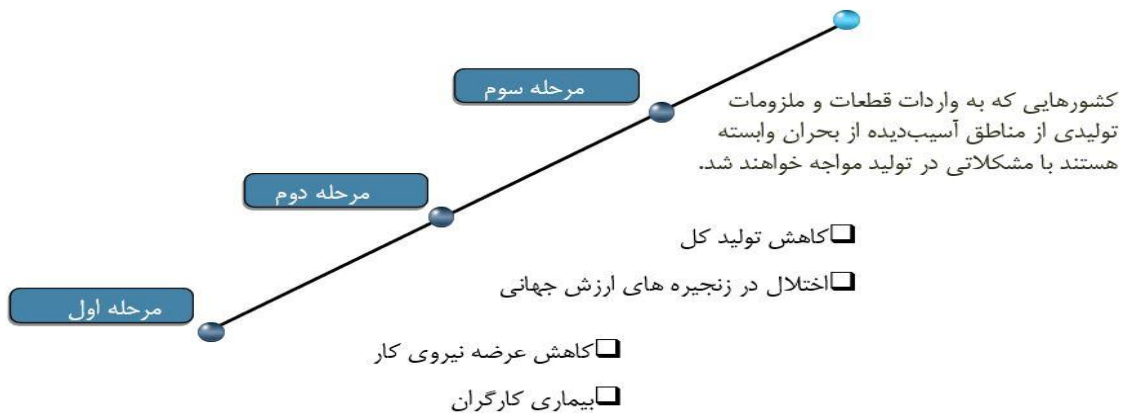 مرحله سوم
کشورهایی که به واردات قطعات و ملزومات
تولیدی از مناطق آسیب‌دیده از بحران وابسته
هستند با مشکلاتی در تولید مواجه خواهند شد.
مرحله دوم
کاهش تولید کل
اختلال در زنجیره های ارزش جهانی
مرحله اول
کاهش عرضه نیروی کار
بیماری کارگران